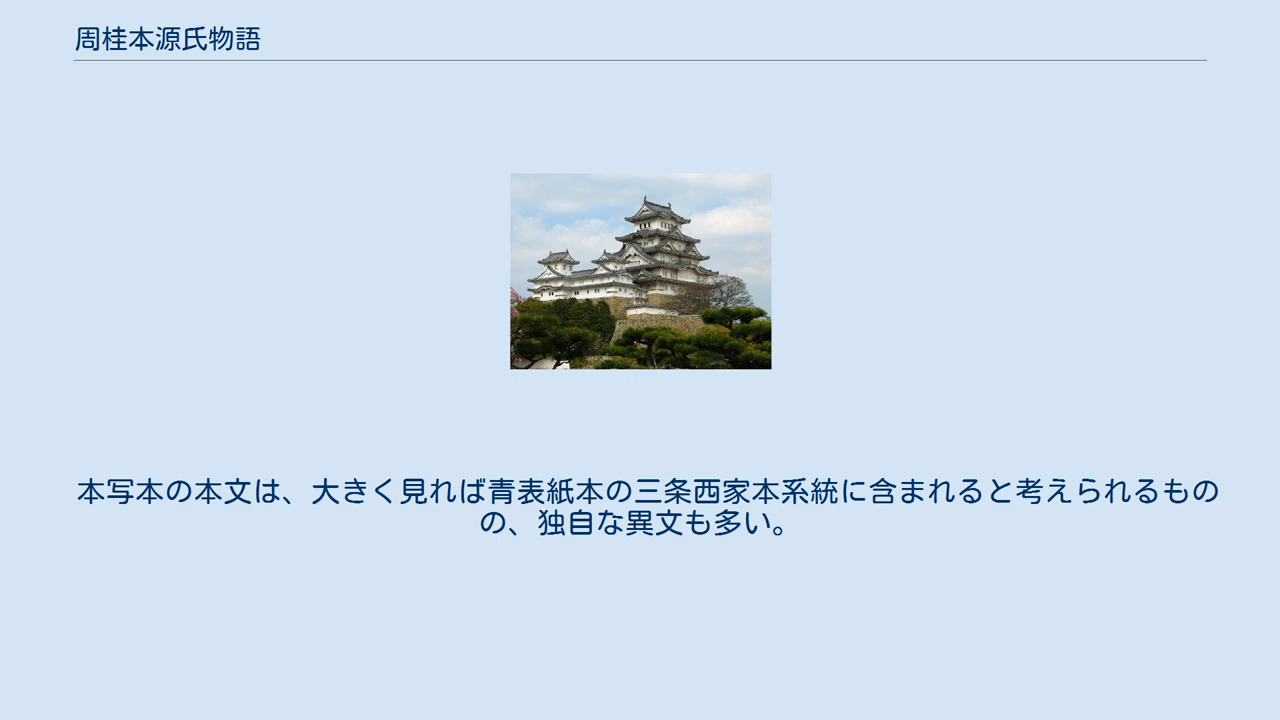 周桂本源氏物語
本写本の本文は、大きく見れば青表紙本の三条西家本系統に含まれると考えられるもの
の、独自な異文も多い。